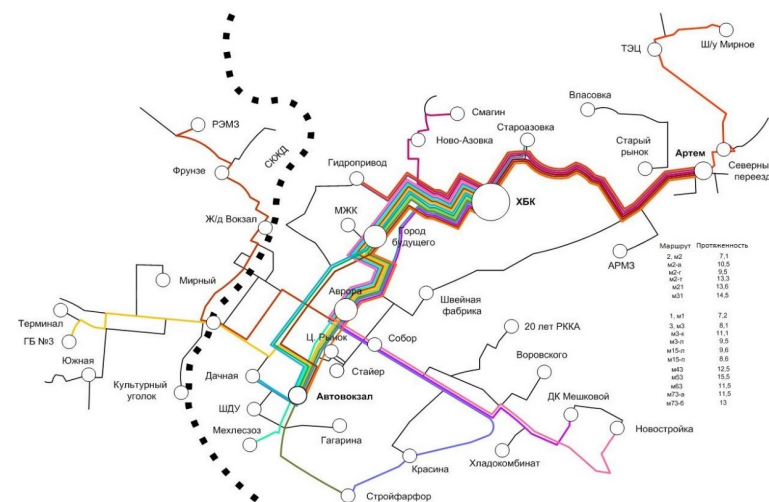 Ш/у Мирное
ТЭЦ
Власовка
Смагин
РЭМЗ
Ново-Азовка
Староазовка
Старый
рынок
Артем
Северный
переезд
СЮКД
Гидропривод
Фрунзе
ХБК
МЖК
Ж/д Вокзал
Город
будущего
АРМЗ
Маршрут Протяженность
2, м2 7,1
м2-а 10,5
м2-г 9,5
м2-т 13,3
м21 13,6
м31 14,5
1, м1 7,2
3, м3 8,1
м3-к 11,1
м3-п 9,5
м15-л 9,6
м15-п 8,6
м43 12,5
м53 15,5
м63 11,5
м73-а 11,5
м73-б 13
Мирный
Аврора
Швейная
фабрика
Терминал
ГБ №3
20 лет РККА
Ц. Рынок
Собор
Южная
Воровского
Стайер
Дачная
Культурный
уголок
Автовокзал
ДК Мешковой
ШДУ
Новостройка
Гагарина
Мехлесхоз
Хладокомбинат
Красина
Стройфарфор